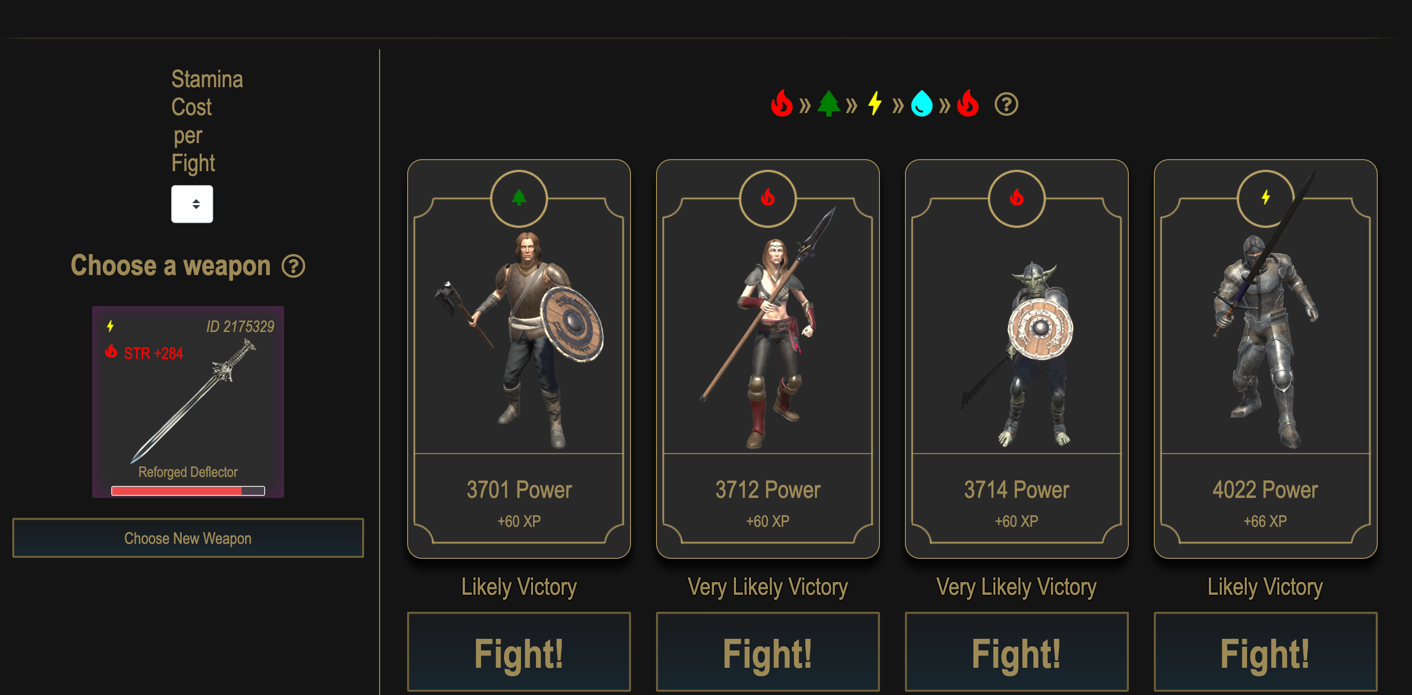 Stamina
Cost
per
Fight
Choose a weapon ?
ID 2175329
STR +284
Reforged Deflector
Choose New Weapon
» » » » ?
3701 Power
+60 XP
Likely Victory
Fight!
3712 Power
+60 XP
Very Likely Victory
Fight!
3714 Power
+60 XP
Very Likely Victory
Fight!
4022 Power
+66 XP
Likely Victory
Fight!